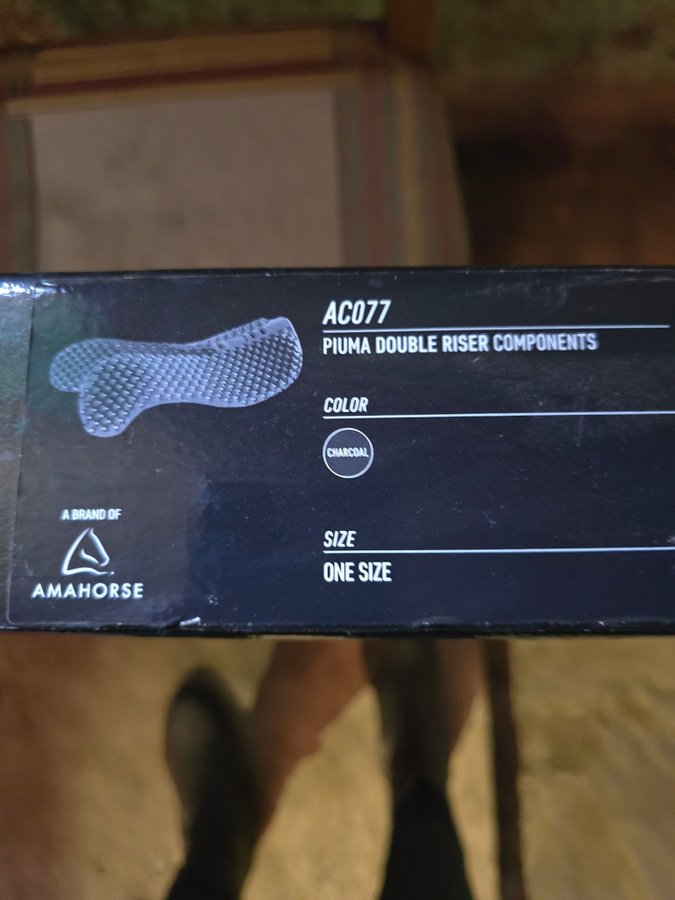 AC077
PIUMA DOUBLE RISER COMPONENTS
COLOR
CHARCOAL
A BRAND OF
AMAHORSE
SIZE
ONE SIZE